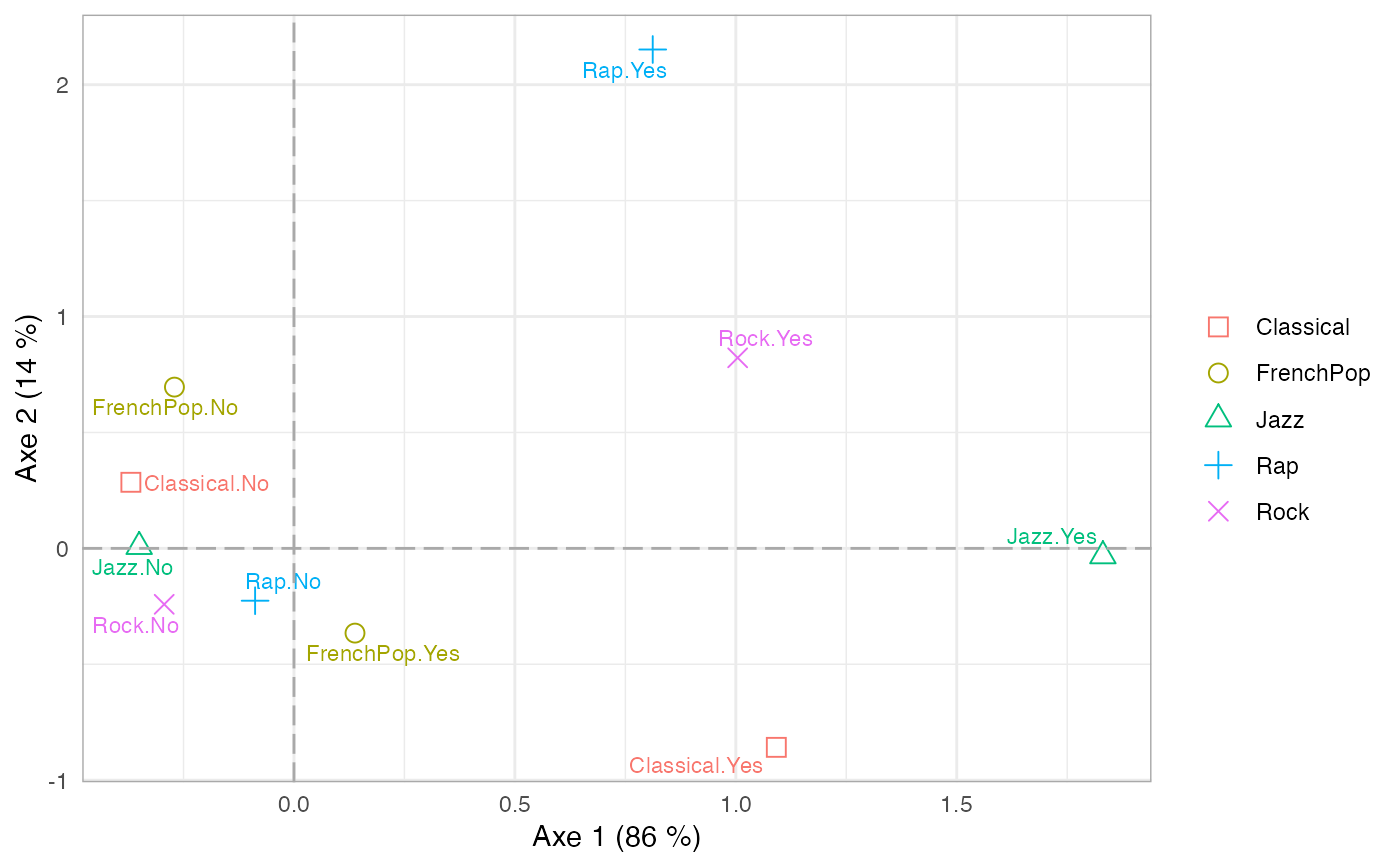 Rap.Yes
2
Rock.Yes
1
FrenchPop.No
Classical.No
Jazz.Yes
0
Jazz.No
Rap.No
Rock.No
FrenchPop.Yes
Classical.Yes
-1
0.0 0.5 1.0 1.5
Axe 1 (86 %)
Axe 2 (14 %)
Classical
FrenchPop
Jazz
Rap
Rock